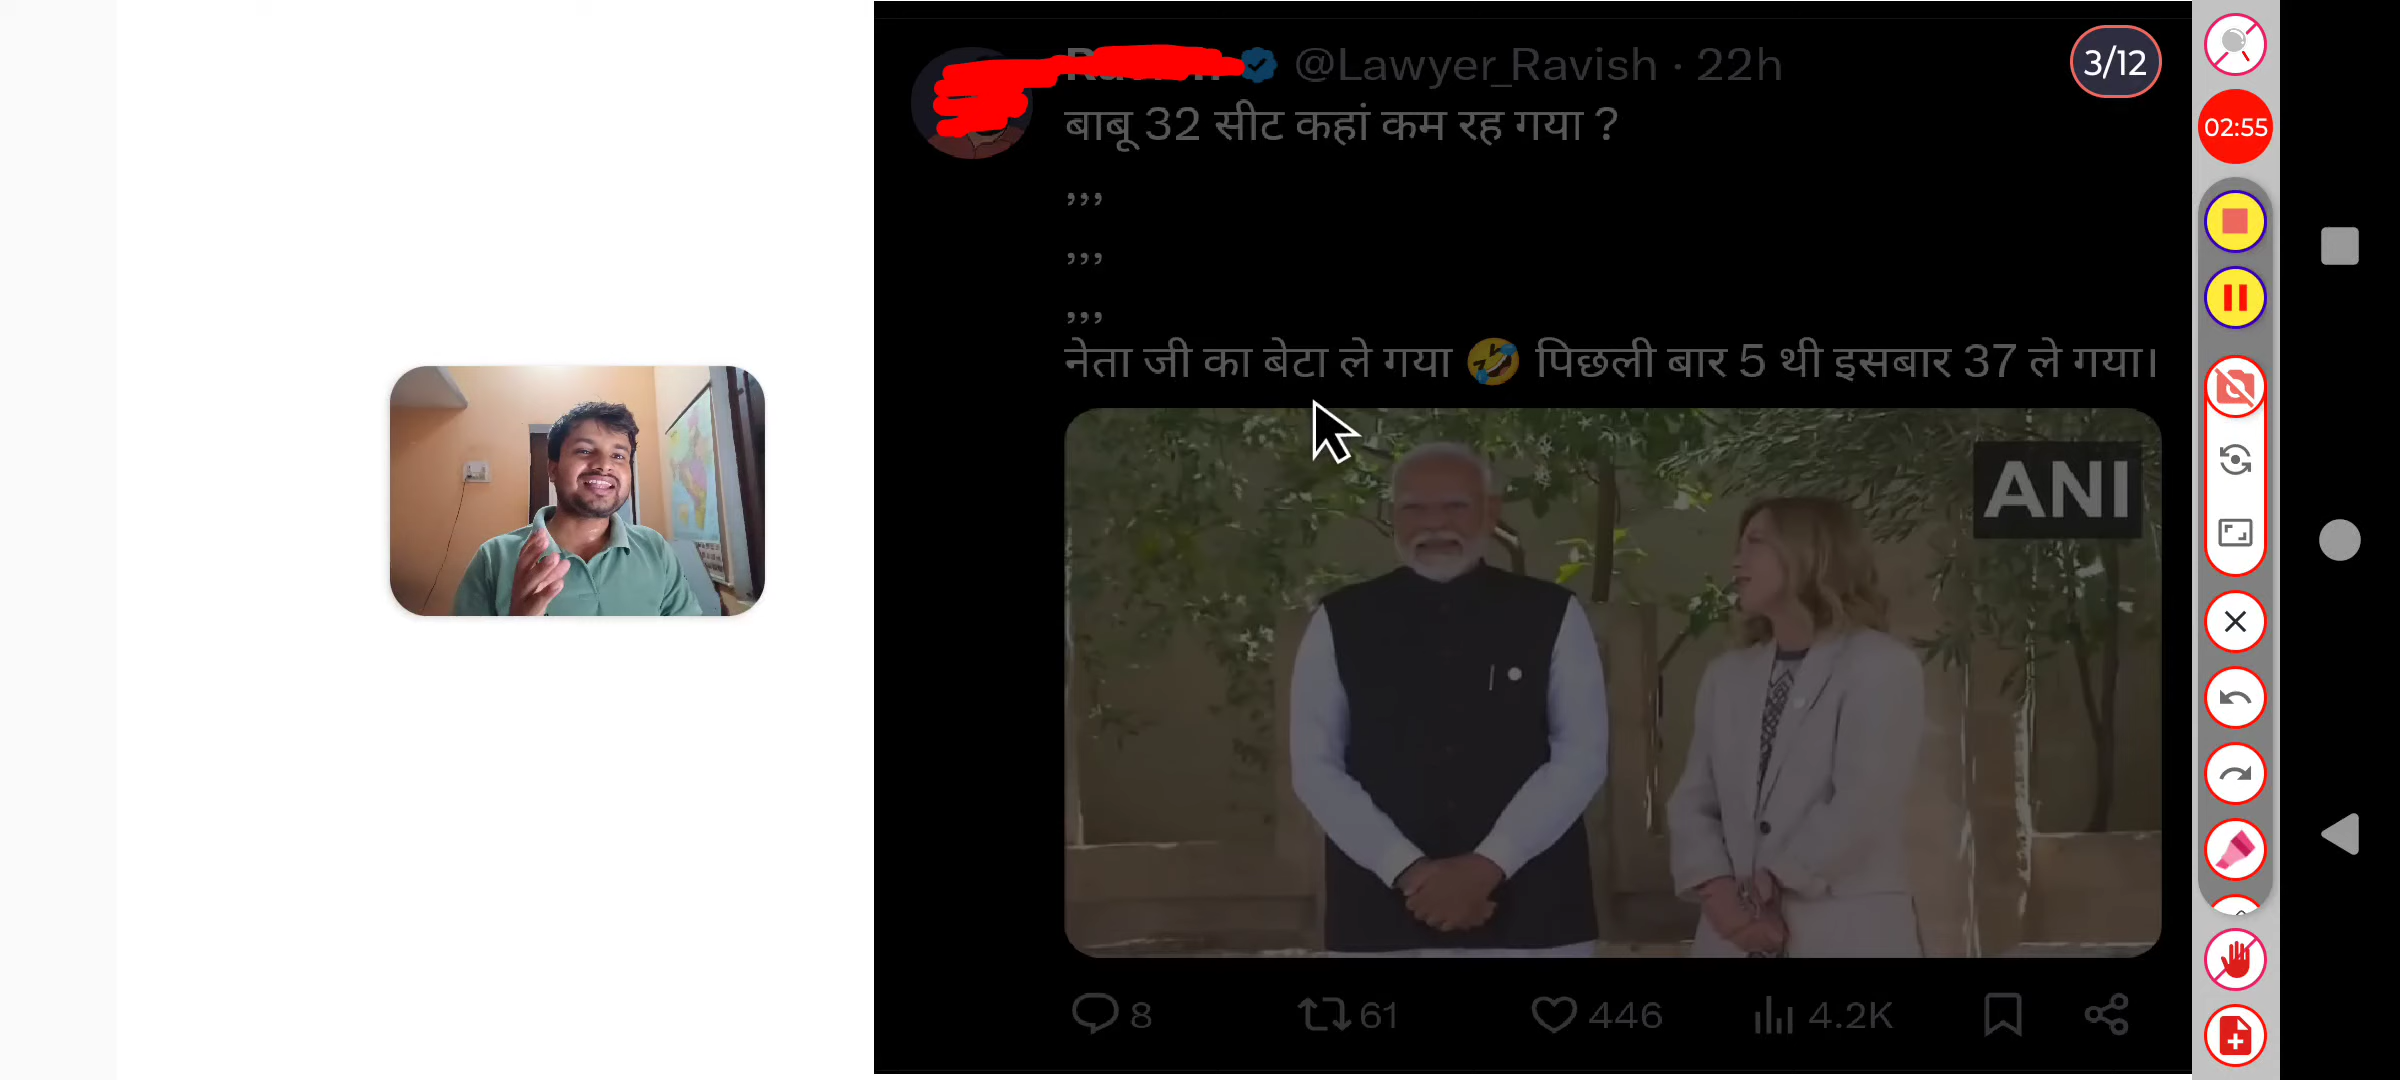 @Lawyer_Ravish · 22h
3/12
02:55
बाबू 32 सीट कहां कम रह गया ?
,,,
,,,
,,,
नेता जी का बेटा ले गया 🤣 पिछली बार 5 थी इसबार 37 ले गया।
ANI
8 61 446 4.2K